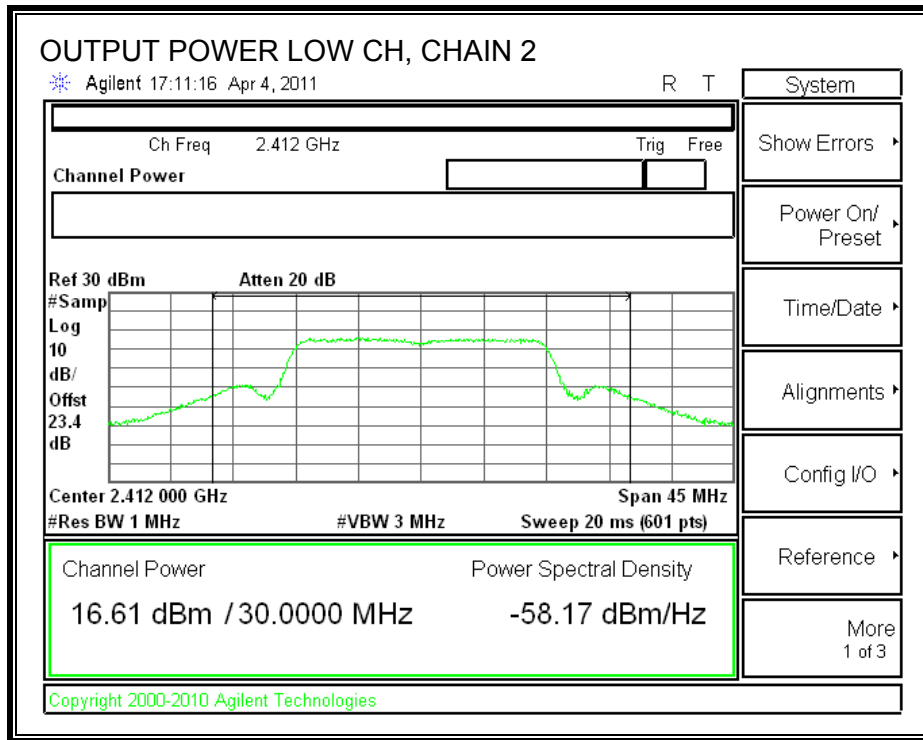 OUTPUT POWER LOW CH, CHAIN 2
Agilent 17:11:16 Apr 4, 2011 R T
System
Ch Freq 2.412 GHz Trig Free
Channel Power
Show Errors
Power On/
Preset
Time/Date
Alignments
Config I/O
Reference
More
1 of 3
Ref 30 dBm Atten 20 dB
#Samp
Log
10
dB/
Offst
23.4
dB
Center 2.412 000 GHz Span 45 MHz
#Res BW 1 MHz #VBW 3 MHz Sweep 20 ms (601 pts)
Channel Power Power Spectral Density
16.61 dBm / 30.0000 MHz -58.17 dBm/Hz
Copyright 2000-2010 Agilent Technologies